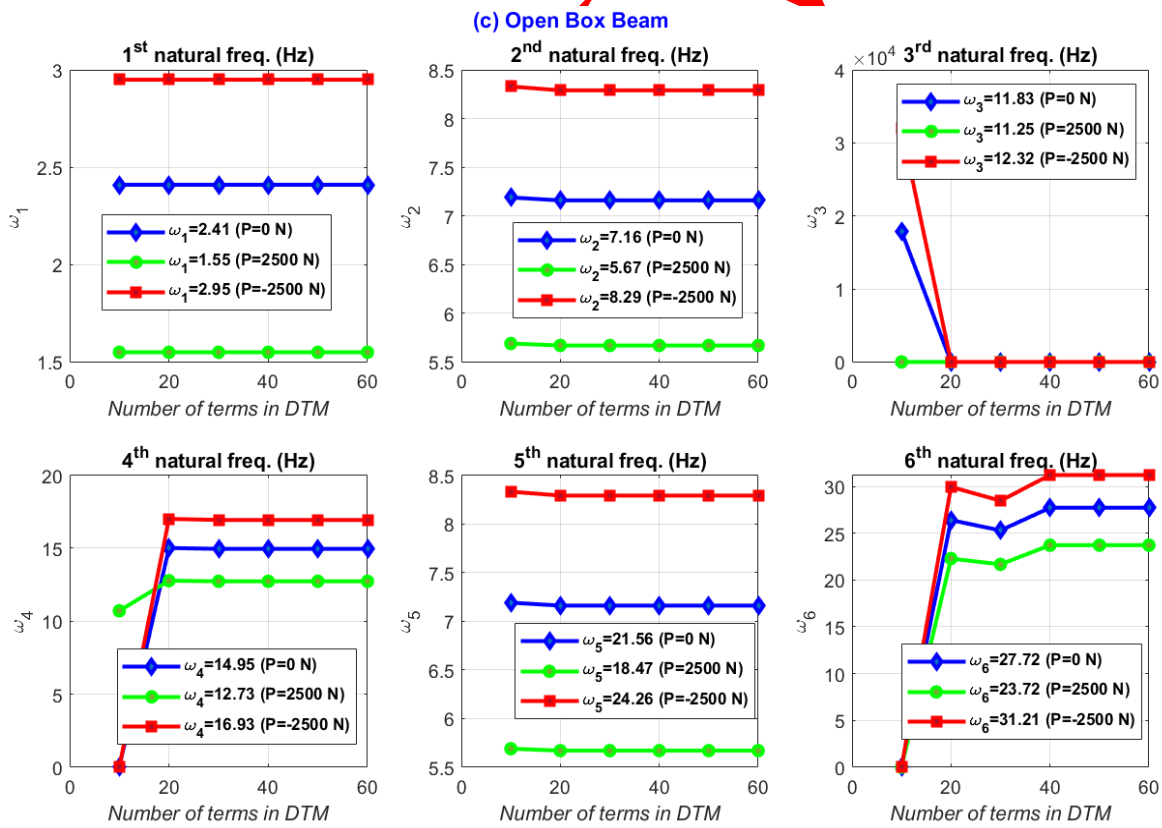 (c) Open Box Beam
1st natural freq. (Hz)
3
2.5
2
1.5
ω1
ω1=2.41 (P=0 N)
ω1=1.55 (P=2500 N)
ω1=2.95 (P=-2500 N)
0 20 40 60
Number of terms in DTM
2nd natural freq. (Hz)
8.5
8
7.5
7
6.5
6
5.5
ω2
ω2=7.16 (P=0 N)
ω2=5.67 (P=2500 N)
ω2=8.29 (P=-2500 N)
0 20 40 60
Number of terms in DTM
×10^4 3rd natural freq. (Hz)
4
3
2
1
0
ω3
ω3=11.83 (P=0 N)
ω3=11.25 (P=2500 N)
ω3=12.32 (P=-2500 N)
0 20 40 60
Number of terms in DTM
4th natural freq. (Hz)
20
15
10
5
0
ω4
ω4=14.95 (P=0 N)
ω4=12.73 (P=2500 N)
ω4=16.93 (P=-2500 N)
0 20 40 60
Number of terms in DTM
5th natural freq. (Hz)
8.5
8
7.5
7
6.5
6
5.5
ω5
ω5=21.56 (P=0 N)
ω5=18.47 (P=2500 N)
ω5=24.26 (P=-2500 N)
0 20 40 60
Number of terms in DTM
6th natural freq. (Hz)
30
25
20
15
10
5
0
ω6
ω6=27.72 (P=0 N)
ω6=23.72 (P=2500 N)
ω6=31.21 (P=-2500 N)
0 20 40 60
Number of terms in DTM